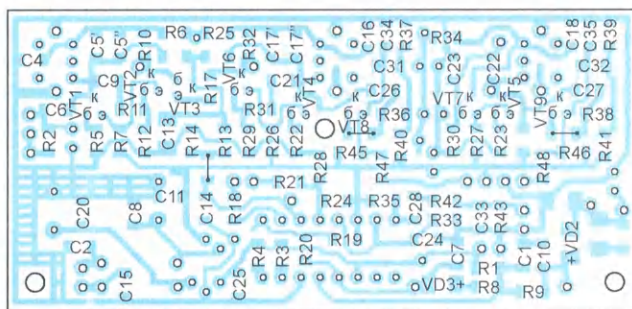 C4 C5' C5" R10 R6 R25 R32 C17' C17" C16 C34 R37 R34 C18 C35 R39
C9 VT2 VT6 C21 C31 C23 C22 C32
VT1 к б э VT3 R17 VT4 C26 VT5 C27
C6 R11 R31 R36 VT7 VT9 R38
R2 R5 R7 R12 C13 R14 R13 R29 R26 R22 VT8 R40 R30 R27 R23 R41
R28 R45 R47 R48 R46
C11 R21
C20 C8 C14 R18 R24 R35 C28 R42 R33 C33 R43
C2 R19 C24 C7 C1 C10 +VD2
C15 C25 R4 R3 R20 VD3+ R1 R8 R9